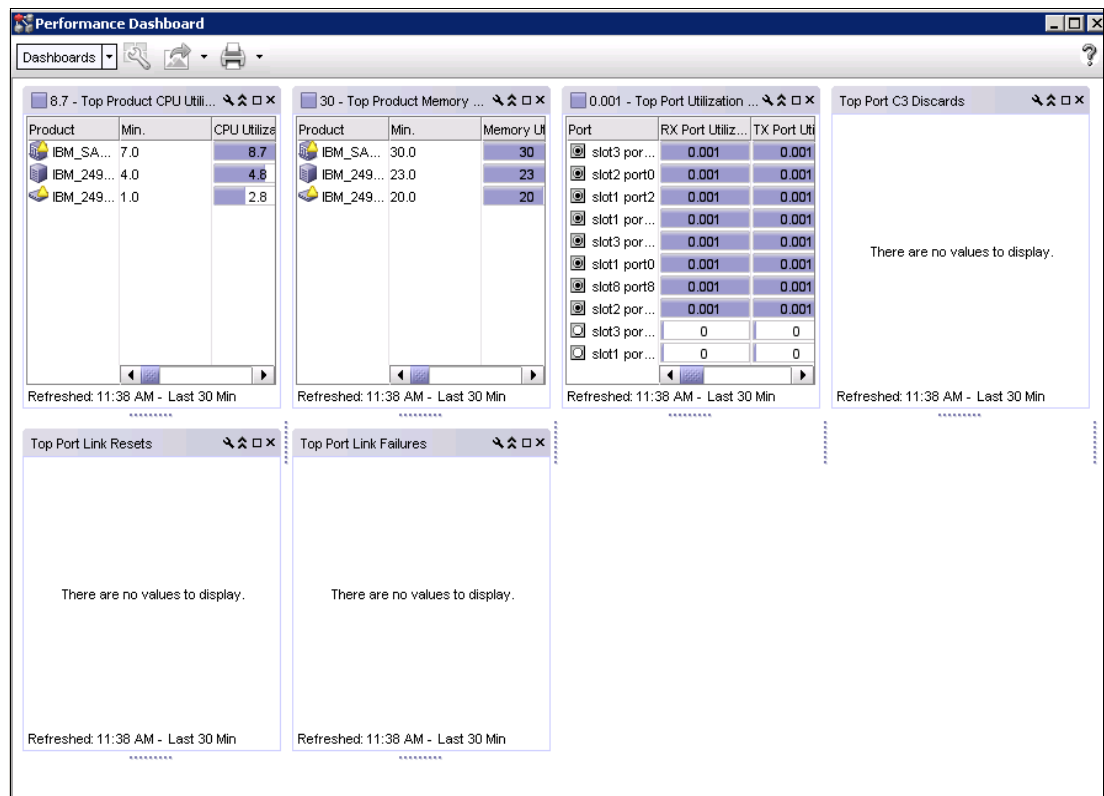 Performance Dashboard
Dashboards
8.7 - Top Product CPU Utili...
Product Min. CPU Utiliza
IBM_SA... 7.0 8.7
IBM_249... 4.0 4.8
IBM_249... 1.0 2.8
Refreshed: 11:38 AM - Last 30 Min
30 - Top Product Memory ...
Product Min. Memory Ut
IBM_SA... 30.0 30
IBM_249... 23.0 23
IBM_249... 20.0 20
Refreshed: 11:38 AM - Last 30 Min
0.001 - Top Port Utilization ...
Port RX Port Utiliz... TX Port Uti
slot3 por... 0.001 0.001
slot2 port0 0.001 0.001
slot1 port2 0.001 0.001
slot1 por... 0.001 0.001
slot3 por... 0.001 0.001
slot1 port0 0.001 0.001
slot8 port8 0.001 0.001
slot2 por... 0.001 0.001
slot3 por... 0 0
slot1 por... 0 0
Refreshed: 11:38 AM - Last 30 Min
Top Port C3 Discards
There are no values to display.
Refreshed: 11:38 AM - Last 30 Min
Top Port Link Resets
There are no values to display.
Refreshed: 11:38 AM - Last 30 Min
Top Port Link Failures
There are no values to display.
Refreshed: 11:38 AM - Last 30 Min